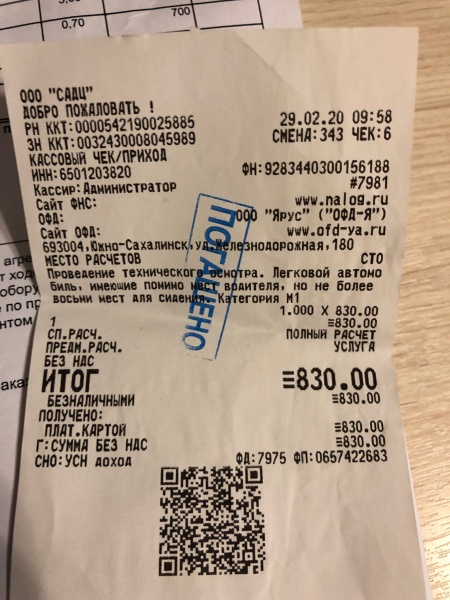 700
0,70
ООО "САДЦ"
ДОБРО ПОЖАЛОВАТЬ !
РН ККТ:0000542190025885 29.02.20 09:58
ЗН ККТ:0032430008045989 СМЕНА:343 ЧЕК:6
КАССОВЫЙ ЧЕК/ПРИХОД
ИНН:6501203820 ФН:9283440300156188
Кассир:Администратор #7981
Сайт ФНС: www.nalog.ru
ОФД: ООО "Ярус" ("ОФД-Я")
Сайт ОФД: www.ofd-ya.ru
693004,Южно-Сахалинск,ул.Железнодорожная,180
МЕСТО РАСЧЕТОВ СТО
Проведение технического осмотра. Легковой автомо
биль, имеющие помимо мест водителя, но не более
восьми мест для сидения. Категория М1
1.000 X 830.00
1 ≡830.00
СП.РАСЧ. ПОЛНЫЙ РАСЧЕТ
ПРЕДМ.РАСЧ. УСЛУГА
БЕЗ НДС
ИТОГ ≡830.00
БЕЗНАЛИЧНЫМИ ≡830.00
ПОЛУЧЕНО:
ПЛАТ.КАРТОЙ ≡830.00
Г:СУММА БЕЗ НДС ≡830.00
СНО:УСН доход ФД:7975 ФП:0657422683
ПОГАШЕНО